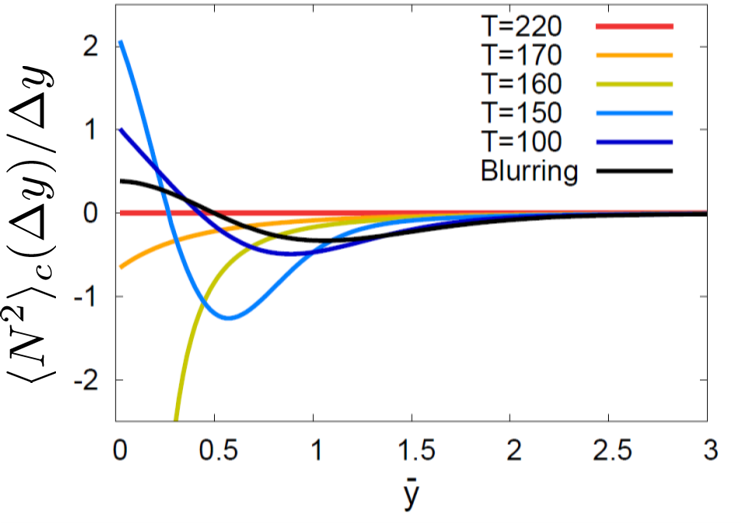 ⟨N²⟩c(Δy)/Δy
T=220
T=170
T=160
T=150
T=100
Blurring
2
1
0
-1
-2
0 0.5 1 1.5 2 2.5 3
ȳ